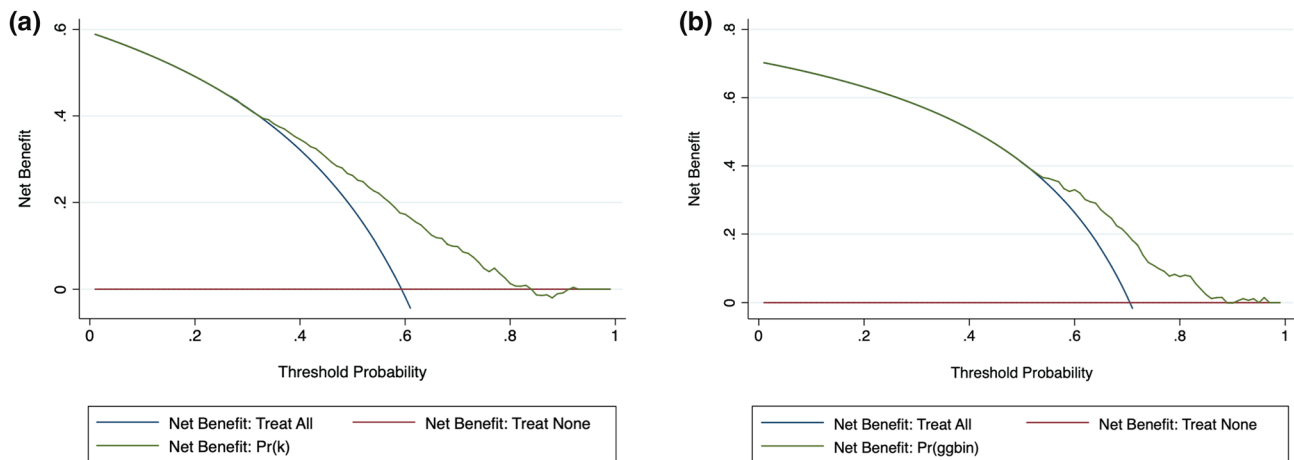 (a)
Net Benefit
.6
.4
.2
0
0 .2 .4 .6 .8 1
Threshold Probability
Net Benefit: Treat All Net Benefit: Treat None
Net Benefit: Pr(k)
(b)
Net Benefit
.8
.6
.4
.2
0
0 .2 .4 .6 .8 1
Threshold Probability
Net Benefit: Treat All Net Benefit: Treat None
Net Benefit: Pr(ggbin)